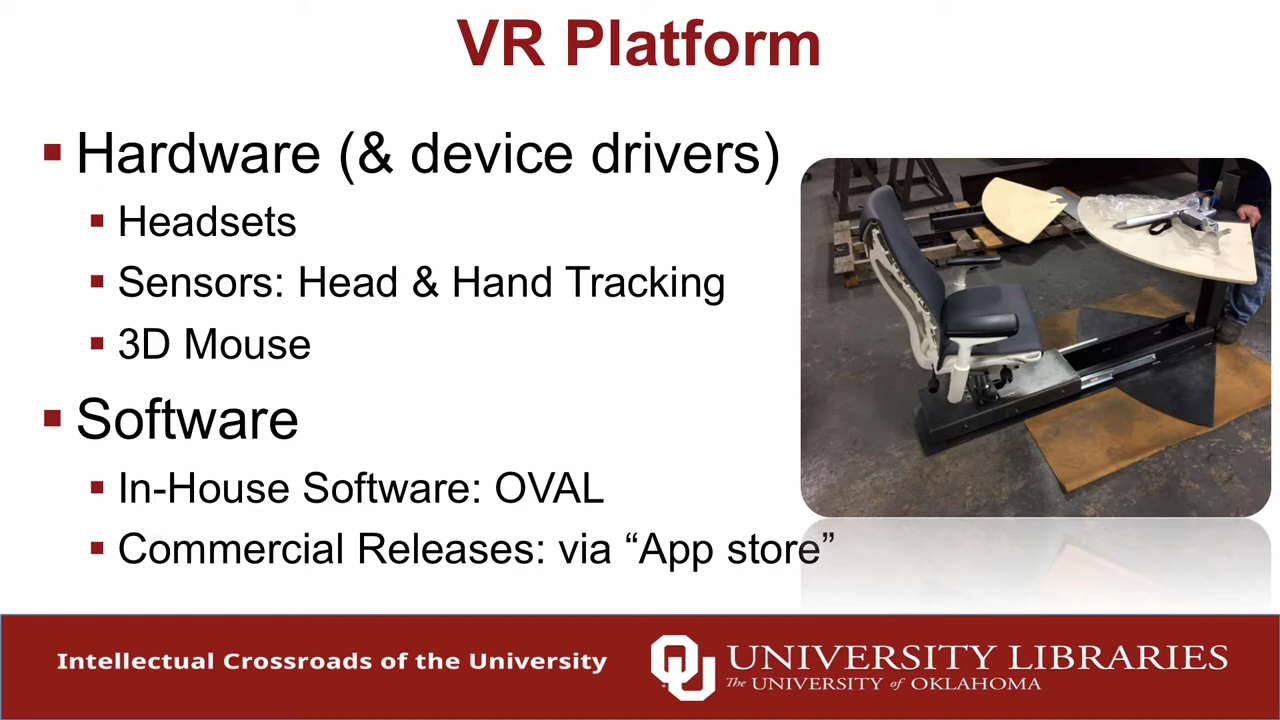 VR Platform
Hardware (& device drivers)
Headsets
Sensors: Head & Hand Tracking
3D Mouse
Software
In-House Software: OVAL
Commercial Releases: via “App store”
Intellectual Crossroads of the University
OU
UNIVERSITY LIBRARIES
The UNIVERSITY of OKLAHOMA